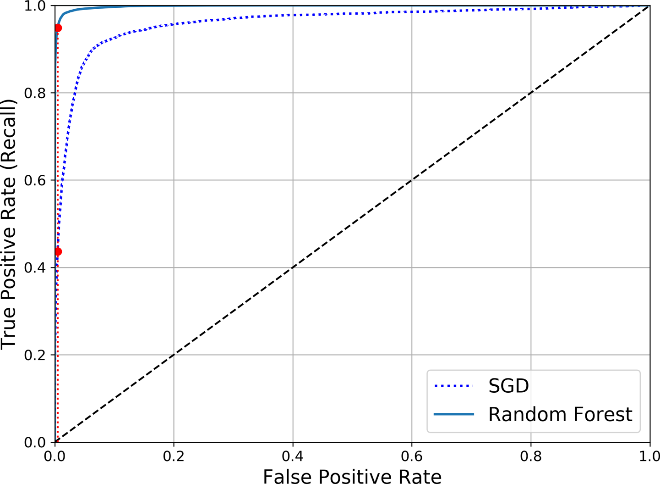 1.0
0.8
0.6
0.4
0.2
0.0
True Positive Rate (Recall)
SGD
Random Forest
0.0 0.2 0.4 0.6 0.8 1.0
False Positive Rate